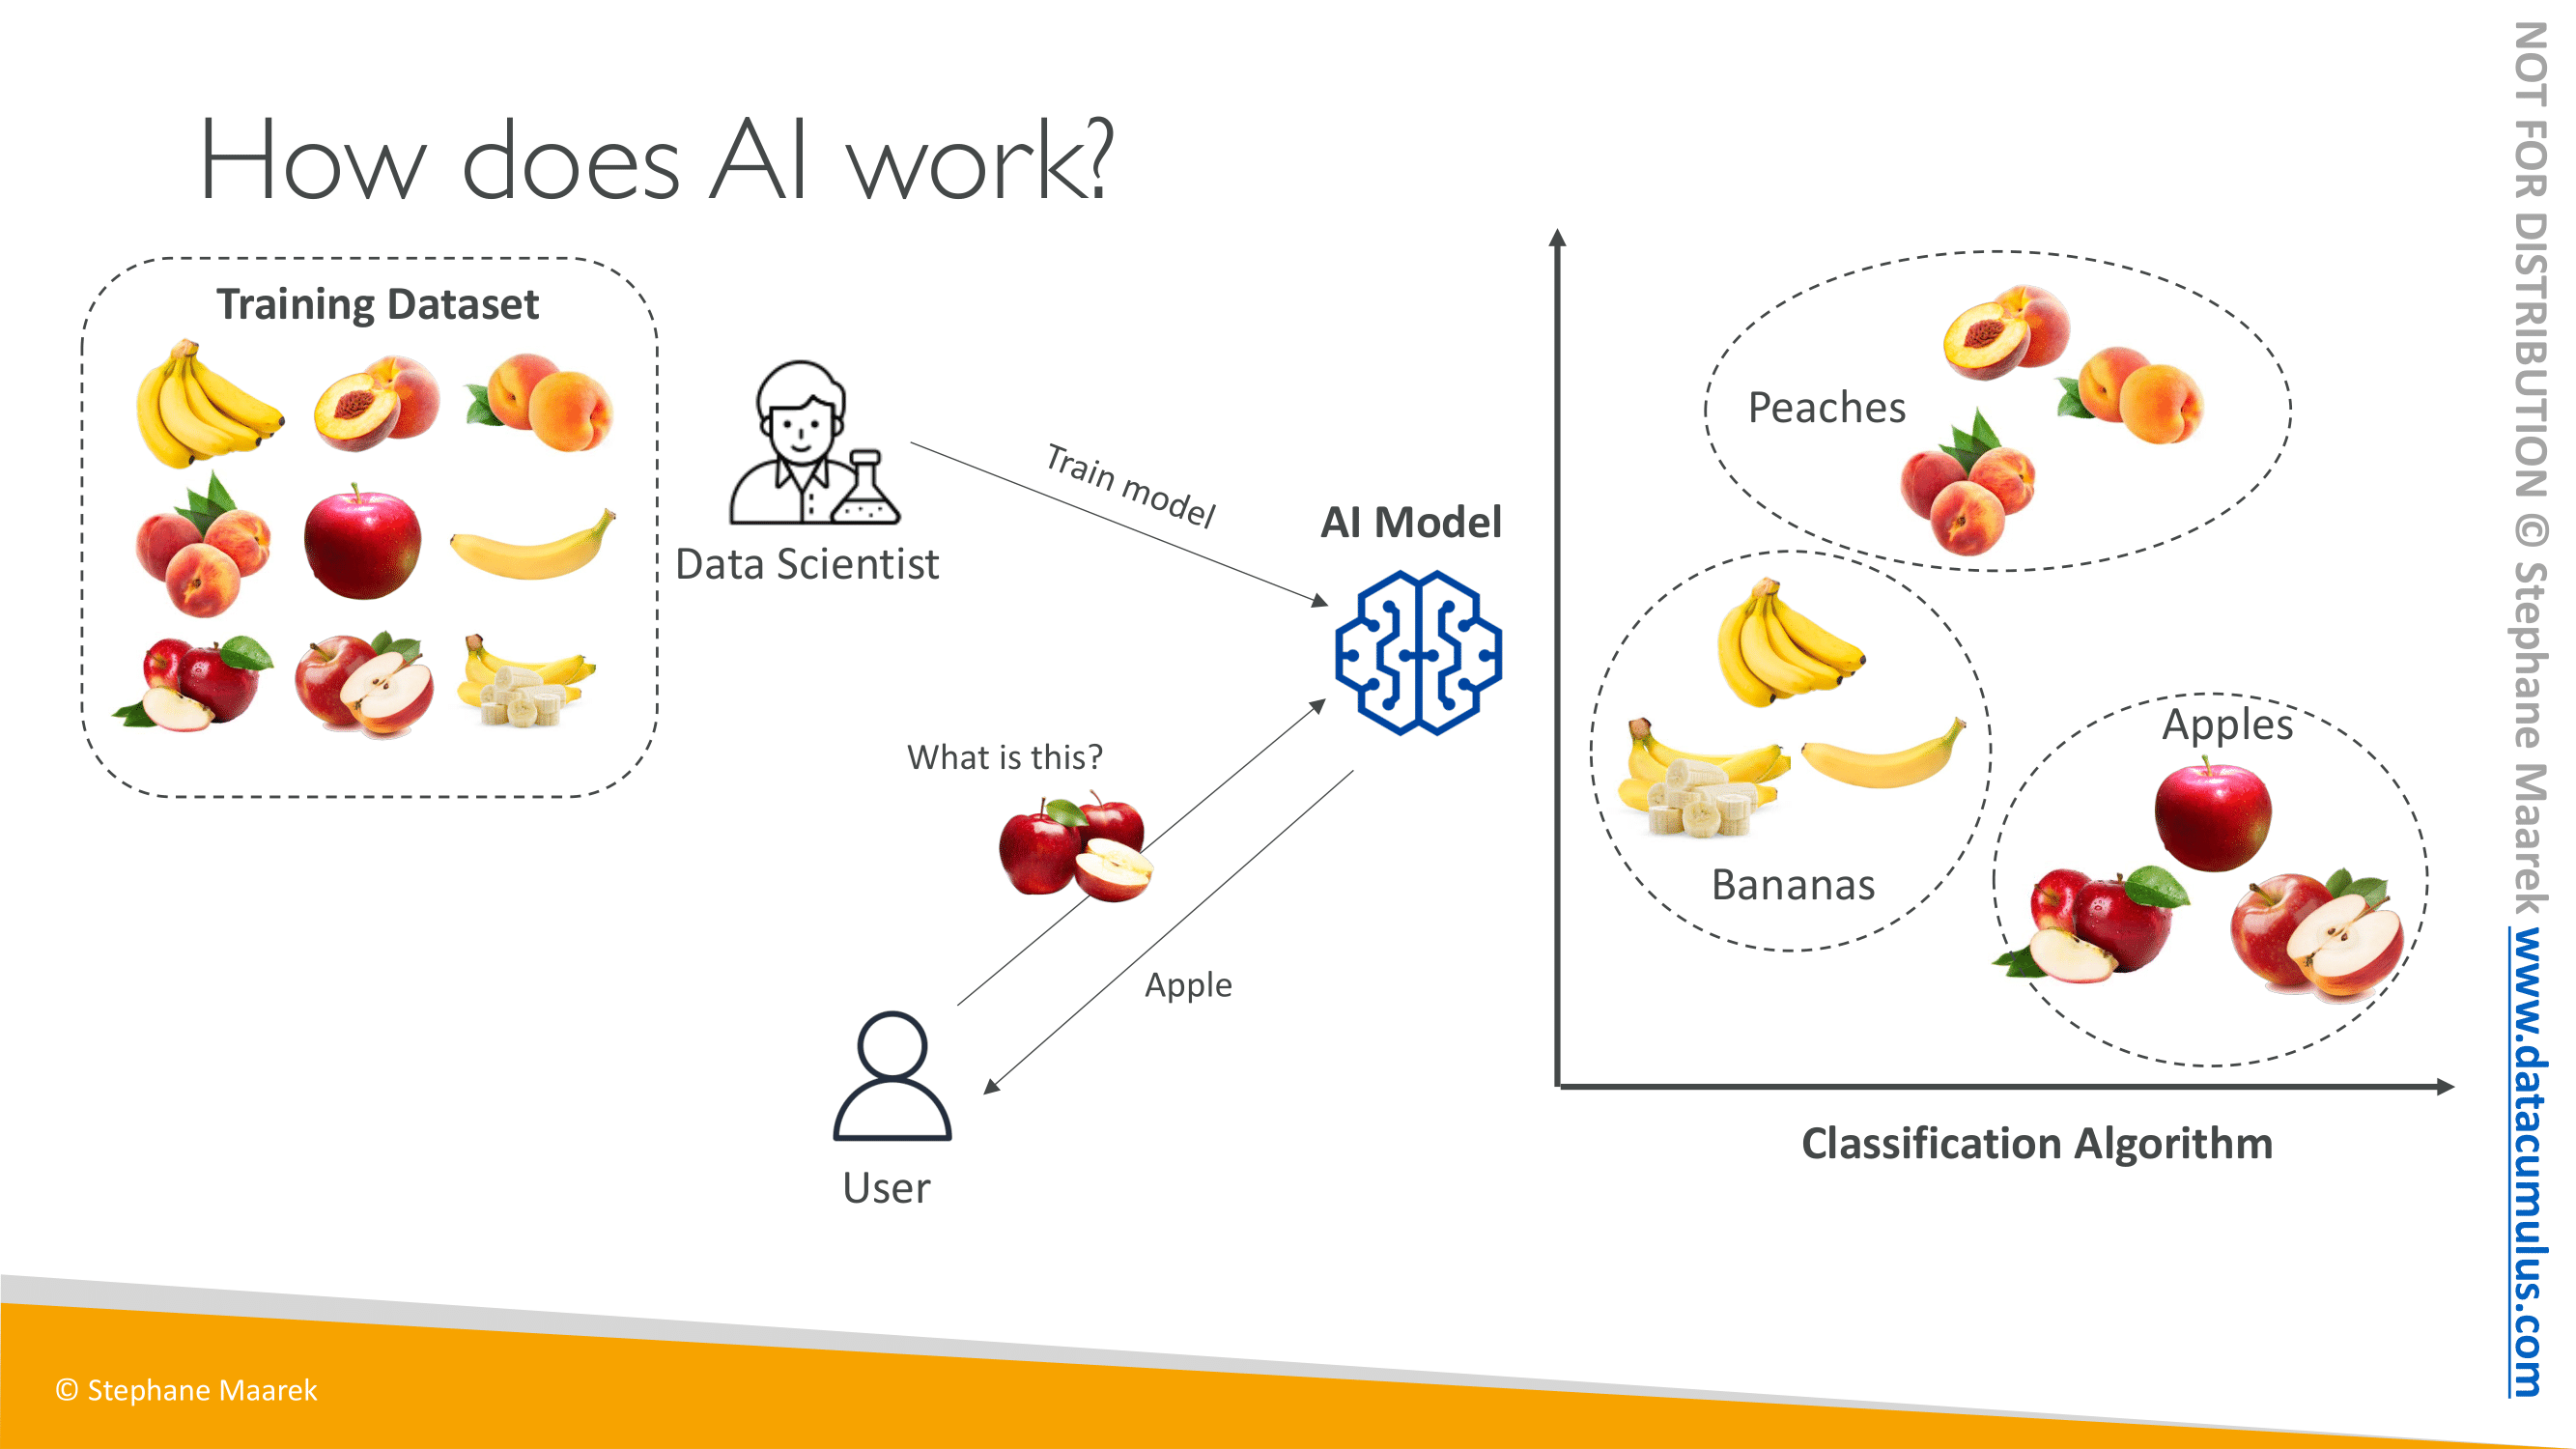 How does AI work?
Training Dataset
Data Scientist
Train model
AI Model
What is this?
Apple
User
Peaches
Bananas
Apples
Classification Algorithm
© Stephane Maarek
NOT FOR DISTRIBUTION © Stephane Maarek www.datacumulus.com